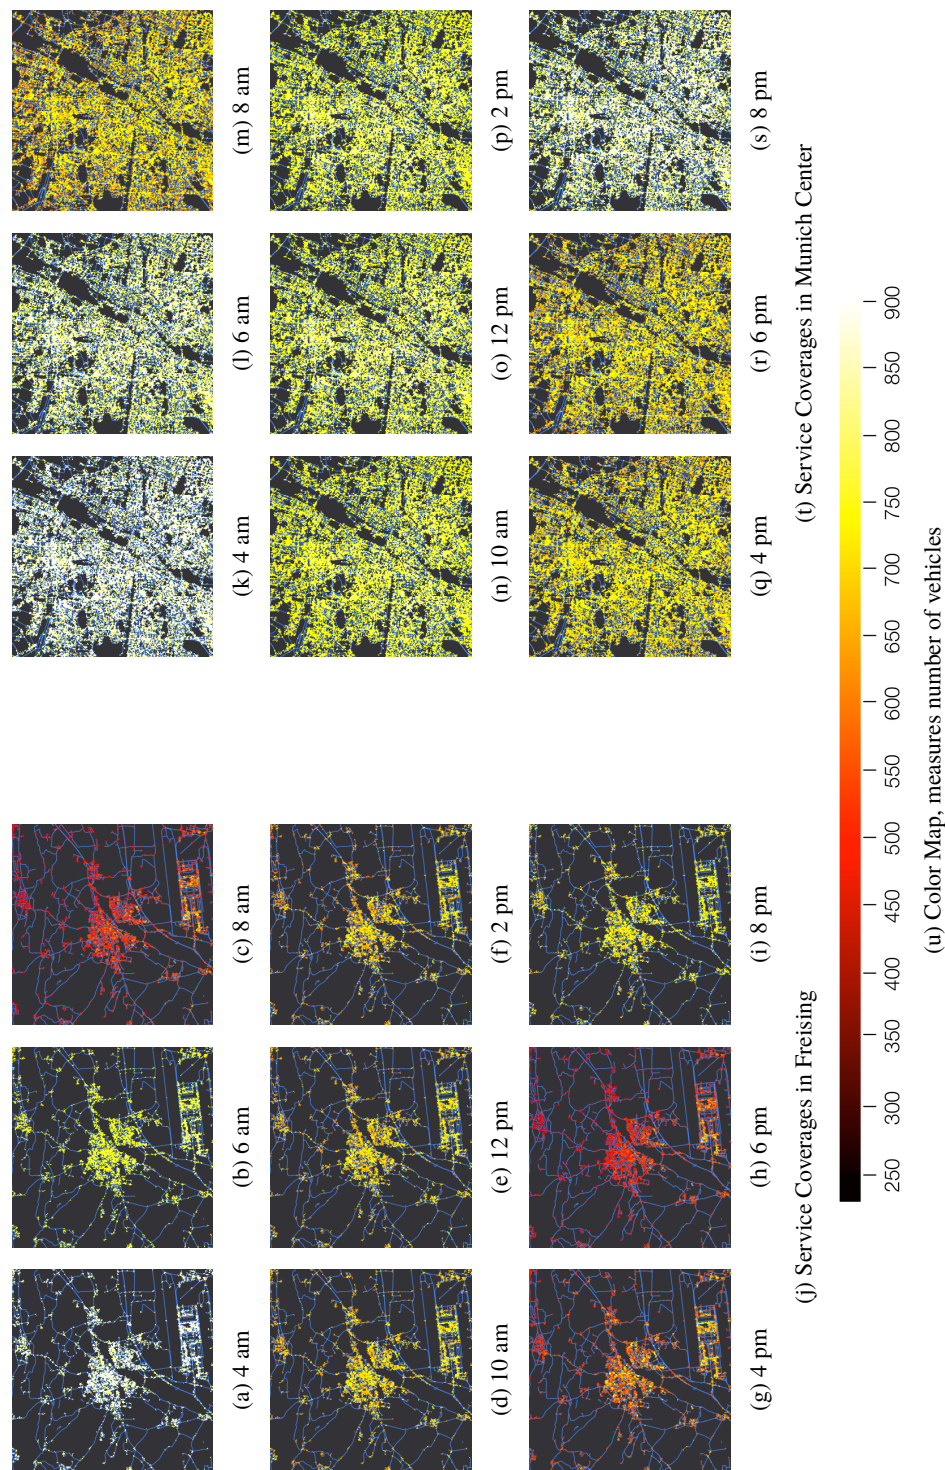 (a) 4 am
(b) 6 am
(c) 8 am
(d) 10 am
(e) 12 pm
(f) 2 pm
(g) 4 pm
(h) 6 pm
(i) 8 pm
(j) Service Coverages in Freising
(k) 4 am
(l) 6 am
(m) 8 am
(n) 10 am
(o) 12 pm
(p) 2 pm
(q) 4 pm
(r) 6 pm
(s) 8 pm
(t) Service Coverages in Munich Center
250 300 350 400 450 500 550 600 650 700 750 800 850 900
(u) Color Map, measures number of vehicles